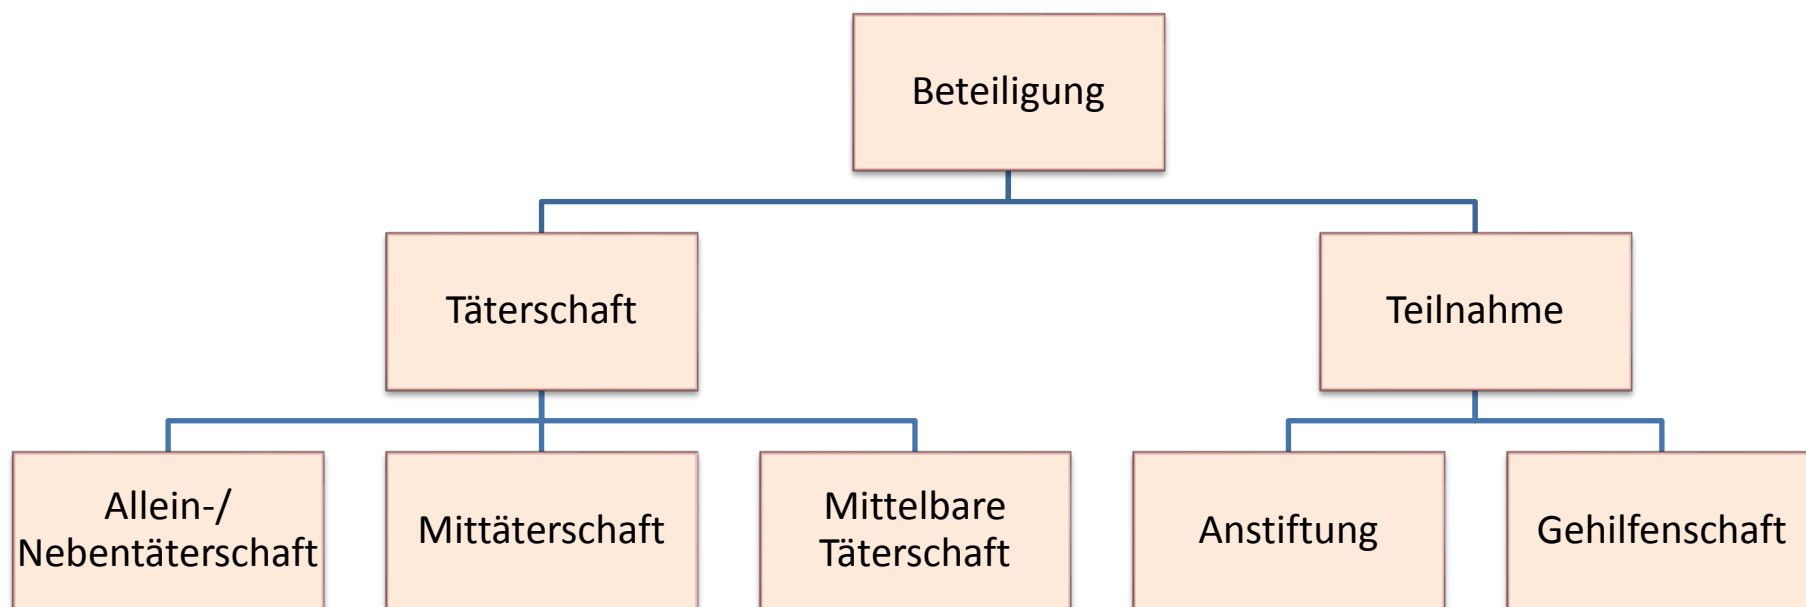 Beteiligung
Täterschaft
Teilnahme
Allein-/
Nebentäterschaft
Mittäterschaft
Mittelbare
Täterschaft
Anstiftung
Gehilfenschaft